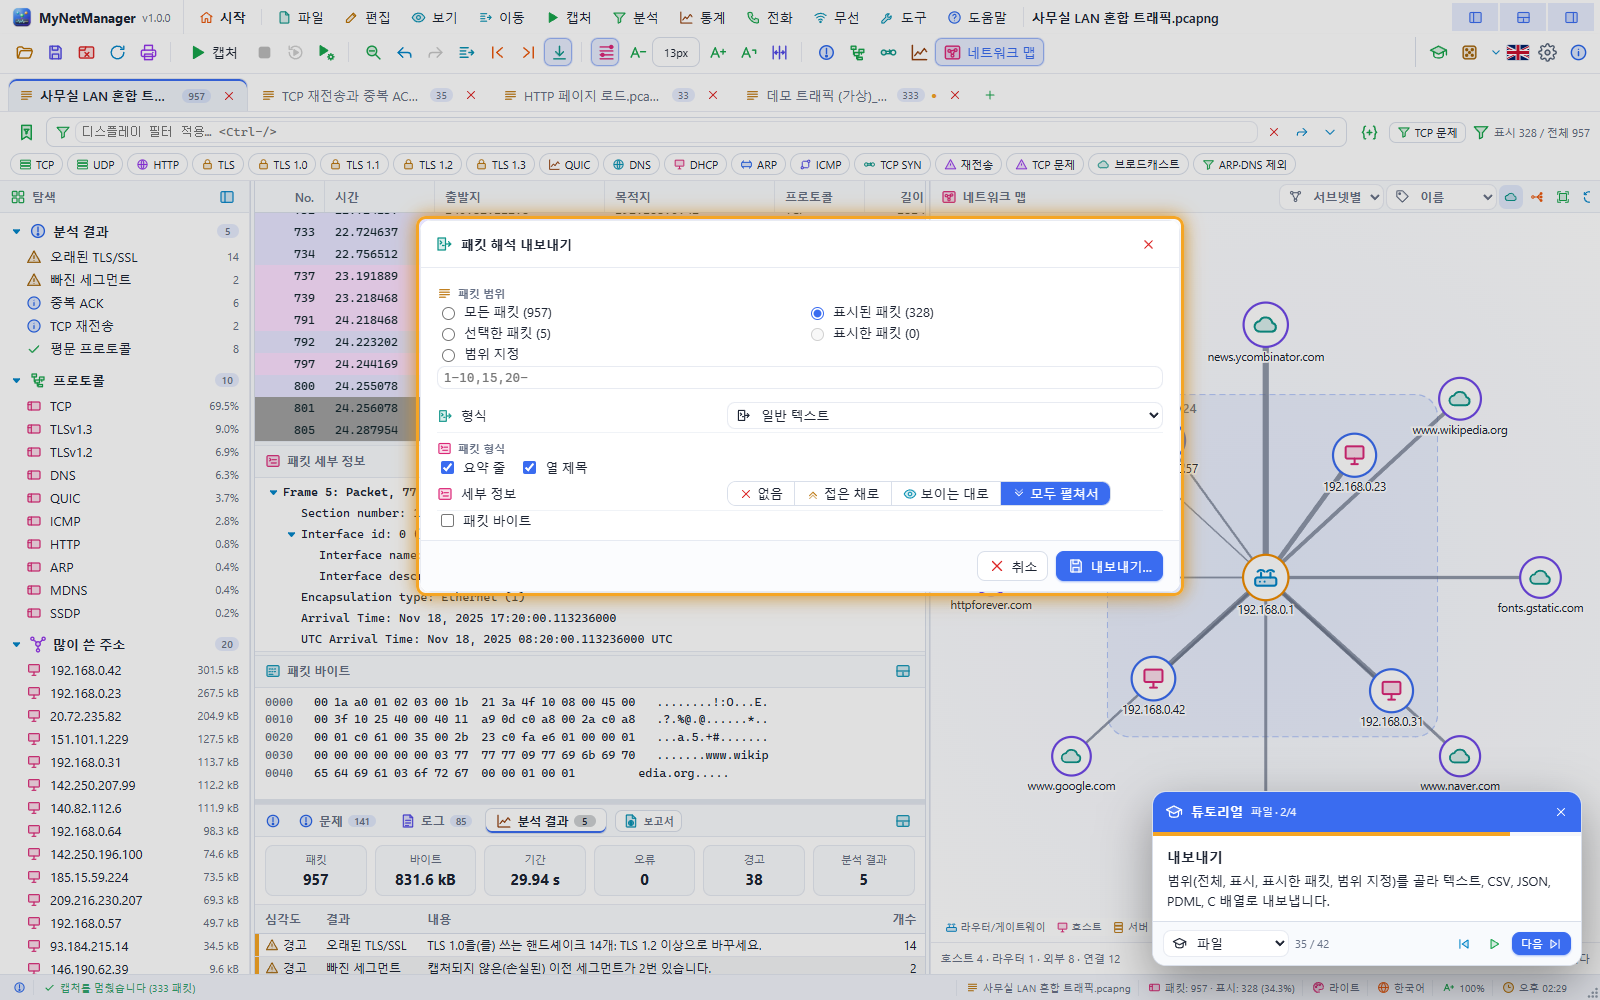 MyNetManager v1.0.0 시작 파일 편집 보기 이동 캡처 분석 통계 전화 무선 도구 도움말 사무실 LAN 혼합 트래픽.pcapng
캡처 A− 13px A+ A 네트워크 맵
사무실 LAN 혼합 트... 957 TCP 재전송과 중복 AC... 35 HTTP 페이지 로드.pca... 33 데모 트래픽 (가상)_... 333
디스플레이 필터 적용… <Ctrl-/> TCP 문제 표시 328 / 전체 957
TCP UDP HTTP TLS TLS 1.0 TLS 1.1 TLS 1.2 TLS 1.3 QUIC DNS DHCP ARP ICMP TCP SYN 재전송 TCP 문제 브로드캐스트 ARP·DNS 제외
탐색
분석 결과 5
오래된 TLS/SSL 14
빠진 세그먼트 2
중복 ACK 6
TCP 재전송 2
평문 프로토콜 8
프로토콜 10
TCP 69.5%
TLSv1.3 9.0%
TLSv1.2 6.9%
DNS 6.3%
QUIC 3.7%
ICMP 2.8%
HTTP 0.8%
ARP 0.4%
MDNS 0.4%
SSDP 0.2%
많이 쓴 주소 20
192.168.0.42 301.5 kB
192.168.0.23 267.5 kB
20.72.235.82 204.9 kB
151.101.1.229 127.5 kB
192.168.0.31 113.7 kB
142.250.207.99 112.2 kB
140.82.112.6 111.9 kB
192.168.0.64 98.3 kB
142.250.196.100 74.6 kB
185.15.59.224 73.5 kB
209.216.230.207 69.3 kB
192.168.0.57 49.7 kB
93.184.215.14 34.5 kB
146.190.62.39 9.6 kB
No. 시간 출발지 목적지 프로토콜 길이
733 22.724637
734 22.756512
737 23.191889
739 23.218468
791 24.218468
792 24.223202
797 24.244169
800 24.255078
801 24.256078
805 24.287954
패킷 세부 정보
Frame 5: Packet, 77
Section number:
Interface id: 0
Interface name
Interface desc
Encapsulation type: Ethernet (1)
Arrival Time: Nov 18, 2025 17:20:00.113236000
UTC Arrival Time: Nov 18, 2025 08:20:00.113236000 UTC
패킷 바이트
0000 00 1a a0 01 02 03 00 1b 21 3a 4f 10 08 00 45 00 ........!:O...E.
0010 00 3f 10 25 40 00 40 11 a9 0d c0 a8 00 2a c0 a8 .?.%@.@......*..
0020 00 01 c0 61 00 35 00 2b 23 c0 fa e6 01 00 00 01 ...a.5.+#.......
0030 00 00 00 00 00 00 03 77 77 77 09 77 69 6b 69 70 .......www.wikip
0040 65 64 69 61 03 6f 72 67 00 00 01 00 01 edia.org.....
문제 141 로그 85 분석 결과 5 보고서
패킷 바이트 기간 오류 경고 분석 결과
957 831.6 kB 29.94 s 0 38 5
심각도 결과 내용 개수
경고 오래된 TLS/SSL TLS 1.0을(를) 쓰는 핸드셰이크 14개: TLS 1.2 이상으로 바꾸세요. 14
경고 빠진 세그먼트 캡처되지 않은(손실된) 이전 세그먼트가 2번 있습니다. 2
패킷 해석 내보내기
패킷 범위
모든 패킷 (957) 표시된 패킷 (328)
선택한 패킷 (5) 표시한 패킷 (0)
범위 지정
1-10,15,20-
형식 일반 텍스트
패킷 형식
요약 줄 열 제목
세부 정보 없음 접은 채로 보이는 대로 모두 펼쳐서
패킷 바이트
취소 내보내기...
네트워크 맵 서브넷별 이름
news.ycombinator.com
24
www.wikipedia.org
.57
192.168.0.23
httpforever.com
192.168.0.1
fonts.gstatic.com
192.168.0.42
192.168.0.31
www.google.com
www.naver.com
라우터/게이트웨이 호스트 서버
호스트 4 · 라우터 1 · 외부 8 · 연결 12
튜토리얼 파일 · 2/4
내보내기
범위(전체, 표시, 표시한 패킷, 범위 지정)를 골라 텍스트, CSV, JSON,
PDML, C 배열로 내보냅니다.
파일 35 / 42 다음
캡처를 멈췄습니다 (333 패킷) 사무실 LAN 혼합 트래픽.pcapng 패킷: 957 · 표시: 328 (34.3%) 라이트 한국어 100% 오후 02:29